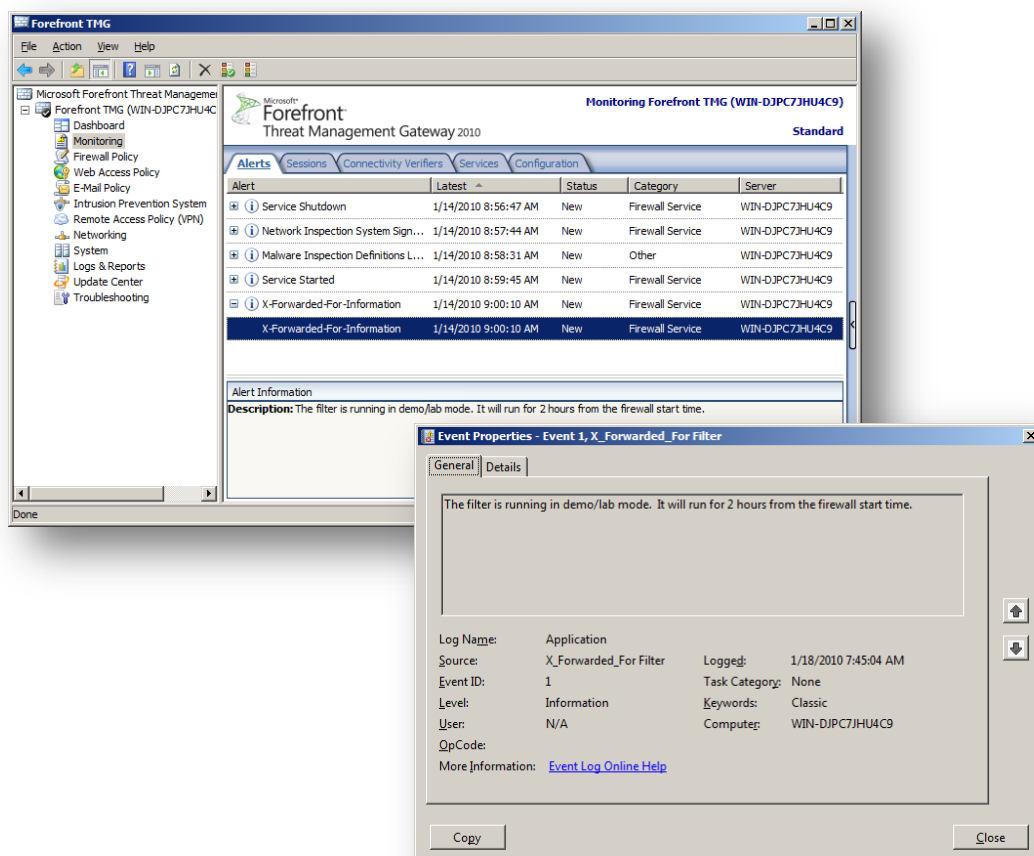 Forefront TMG
File Action View Help
Microsoft Forefront Threat Managemer
Forefront TMG (WIN-DJPC7JHU4C
Dashboard
Monitoring
Firewall Policy
Web Access Policy
E-Mail Policy
Intrusion Prevention System
Remote Access Policy (VPN)
Networking
System
Logs & Reports
Update Center
Troubleshooting
Microsoft
Forefront
Threat Management Gateway 2010
Monitoring Forefront TMG (WIN-DJPC7JHU4C9)
Standard
Alerts Sessions Connectivity Verifiers Services Configuration
Alert Latest Status Category Server
Service Shutdown 1/14/2010 8:56:47 AM New Firewall Service WIN-DJPC7JHU4C9
Network Inspection System Sign... 1/14/2010 8:57:44 AM New Firewall Service WIN-DJPC7JHU4C9
Malware Inspection Definitions L... 1/14/2010 8:58:31 AM New Other WIN-DJPC7JHU4C9
Service Started 1/14/2010 8:59:45 AM New Firewall Service WIN-DJPC7JHU4C9
X-Forwarded-For-Information 1/14/2010 9:00:10 AM New Firewall Service WIN-DJPC7JHU4C9
X-Forwarded-For-Information 1/14/2010 9:00:10 AM New Firewall Service WIN-DJPC7JHU4C9
Alert Information
Description: The filter is running in demo/lab mode. It will run for 2 hours from the firewall start time.
Done
Event Properties - Event 1, X_Forwarded_For Filter
General Details
The filter is running in demo/lab mode. It will run for 2 hours from the firewall start time.
Log Name: Application
Source: X_Forwarded_For Filter Logged: 1/18/2010 7:45:04 AM
Event ID: 1 Task Category: None
Level: Information Keywords: Classic
User: N/A Computer: WIN-DJPC7JHU4C9
OpCode:
More Information: Event Log Online Help
Copy Close